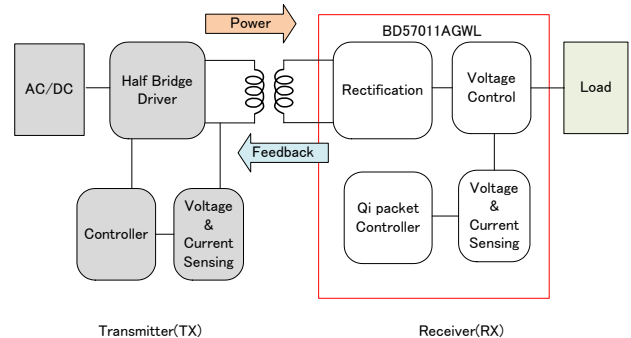 Power
BD57011AGWL
AC/DC
Half Bridge
Driver
Rectification
Voltage
Control
Load
Feedback
Controller
Voltage
&
Current
Sensing
Qi packet
Controller
Voltage
&
Current
Sensing
Transmitter(TX)
Receiver(RX)